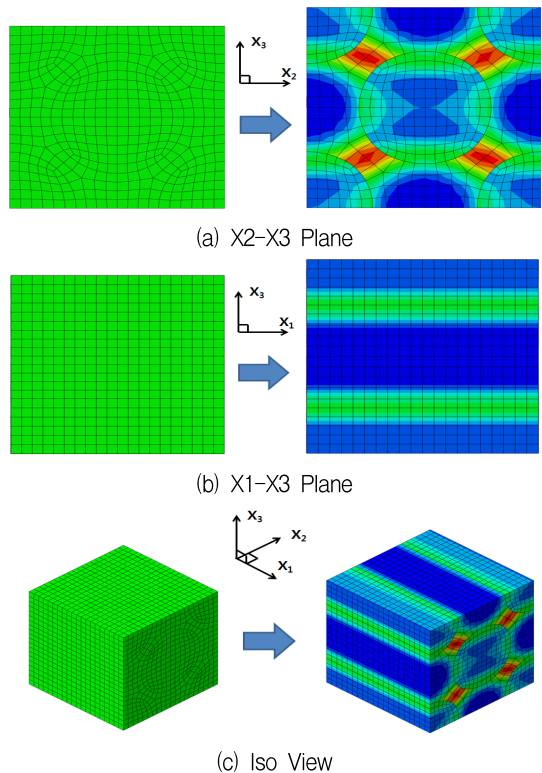 X3
X2
(a) X2-X3 Plane
X3
X1
(b) X1-X3 Plane
X3
X2
X1
(c) Iso View